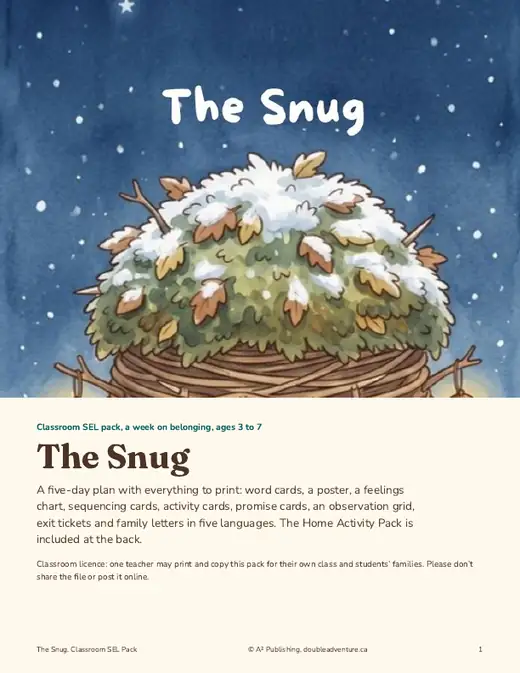 The Snug
Classroom SEL pack, a week on belonging, ages 3 to 7
The Snug
A five-day plan with everything to print: word cards, a poster, a feelings
chart, sequencing cards, activity cards, promise cards, an observation grid,
exit tickets and family letters in five languages. The Home Activity Pack is
included at the back.
Classroom licence: one teacher may print and copy this pack for their own class and students' families. Please don't
share the file or post it online.
The Snug, Classroom SEL Pack
© A² Publishing, doubleadventure.ca
1